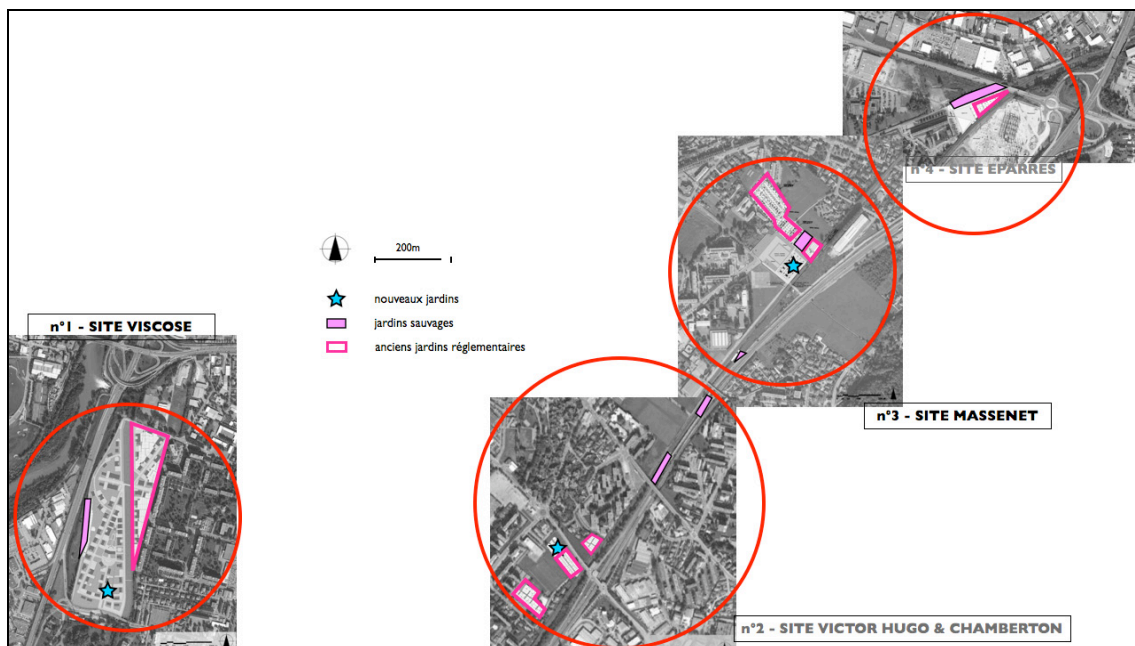 n°4 - SITE EPARRES
200m
nouveaux jardins
jardins sauvages
anciens jardins réglementaires
n°1 - SITE VISCOSE
n°3 - SITE MASSENET
n°2 - SITE VICTOR HUGO & CHAMBERTON